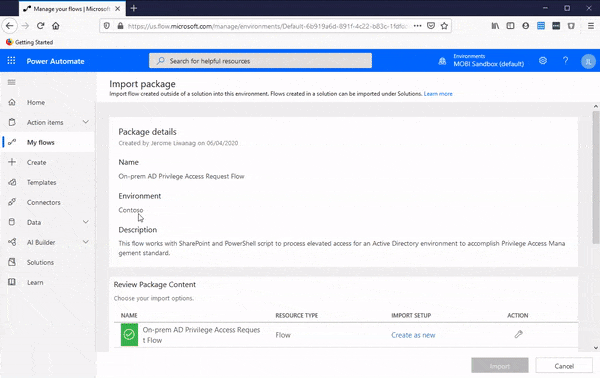 Manage your flows | Microsoft
https://us.flow.microsoft.com/manage/environments/Default-6b919a6d-891f-4c22-b83c-1fdfd
Getting Started
Power Automate
Search for helpful resources
Environments
MOBI Sandbox (default)
JL
Import package
Import flow created outside of a solution into this environment. Flows created in a solution can be imported under Solutions. Learn more
Home
Action items
My flows
Create
Templates
Connectors
Data
AI Builder
Solutions
Learn
Package details
Created by Jerome Liwanag on 06/04/2020
Name
On-prem AD Privilege Access Request Flow
Environment
Contoso
Description
This flow works with SharePoint and PowerShell script to process elevated access for an Active Directory environment to accomplish Privilege Access Mana
gement standard.
Review Package Content
Choose your import options.
NAME RESOURCE TYPE IMPORT SETUP ACTION
On-prem AD Privilege Access Reques
t Flow
Flow
Create as new
Import
Cancel